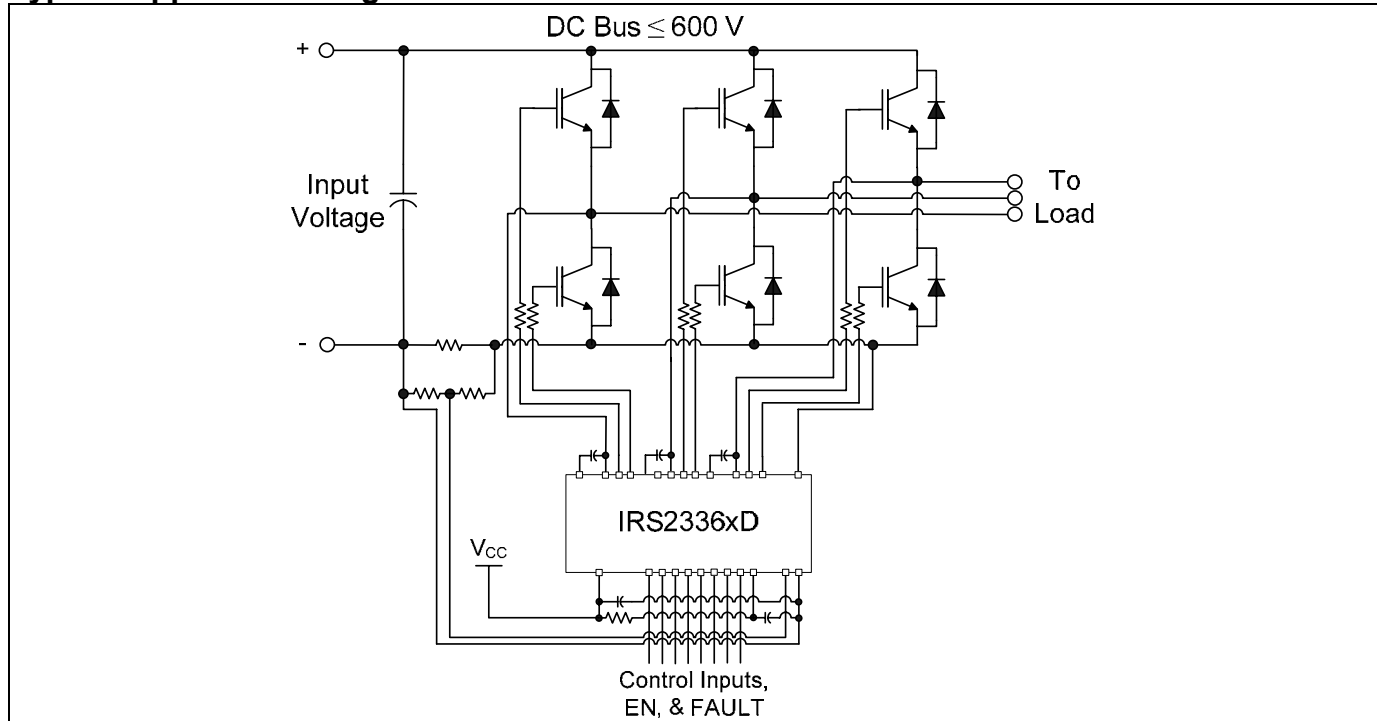 DC Bus ≤ 600 V
+
Input
Voltage
To
Load
-
IRS2336xD
VCC
Control Inputs,
EN, & FAULT